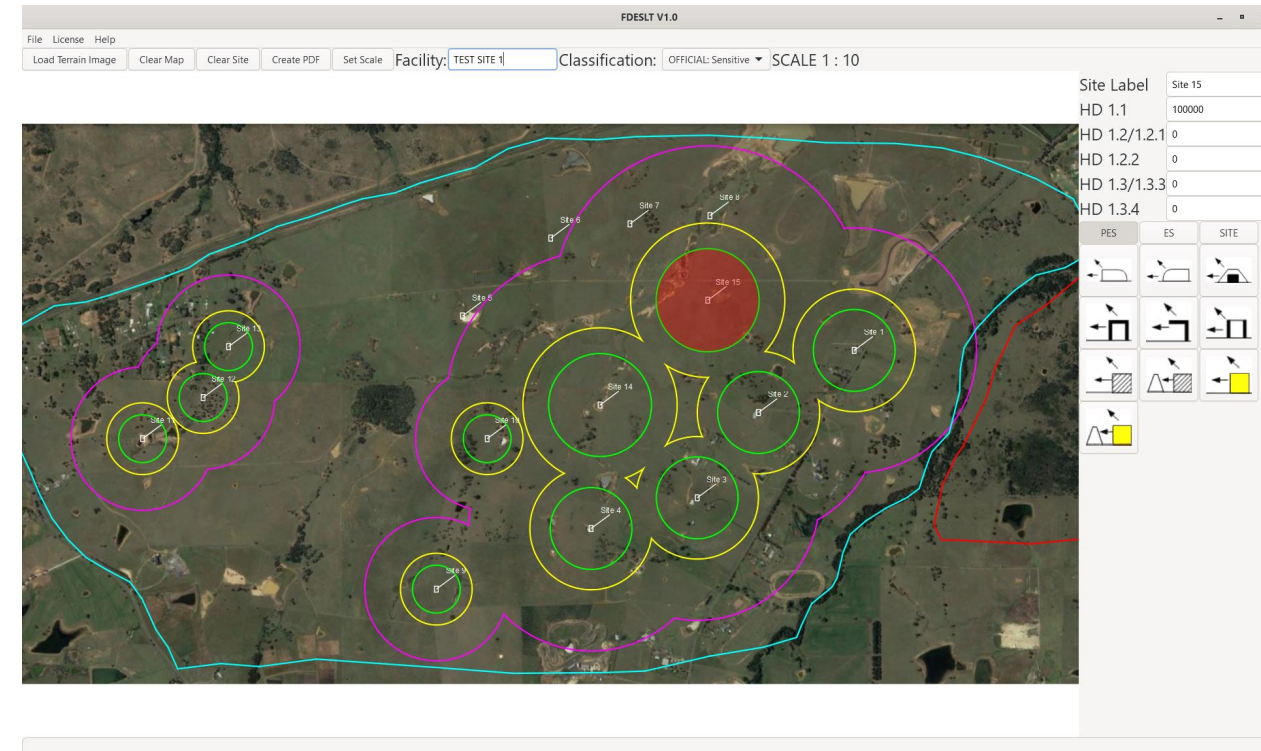 FDESLT V1.0
File License Help
Load Terrain Image Clear Map Clear Site Create PDF Set Scale Facility: TEST SITE 1 Classification: OFFICIAL: Sensitive SCALE 1 : 10
Site Label Site 15
HD 1.1 100000
HD 1.2/1.2.1 0
HD 1.2.2 0
HD 1.3/1.3.3 0
HD 1.3.4 0
PES ES SITE
Site 8
Site 7
Site 6
Site 15
Site 5
Site 13
Site 1
Site 12
Site 14
Site 2
Site 11
Site 3
Site 4
Site 9